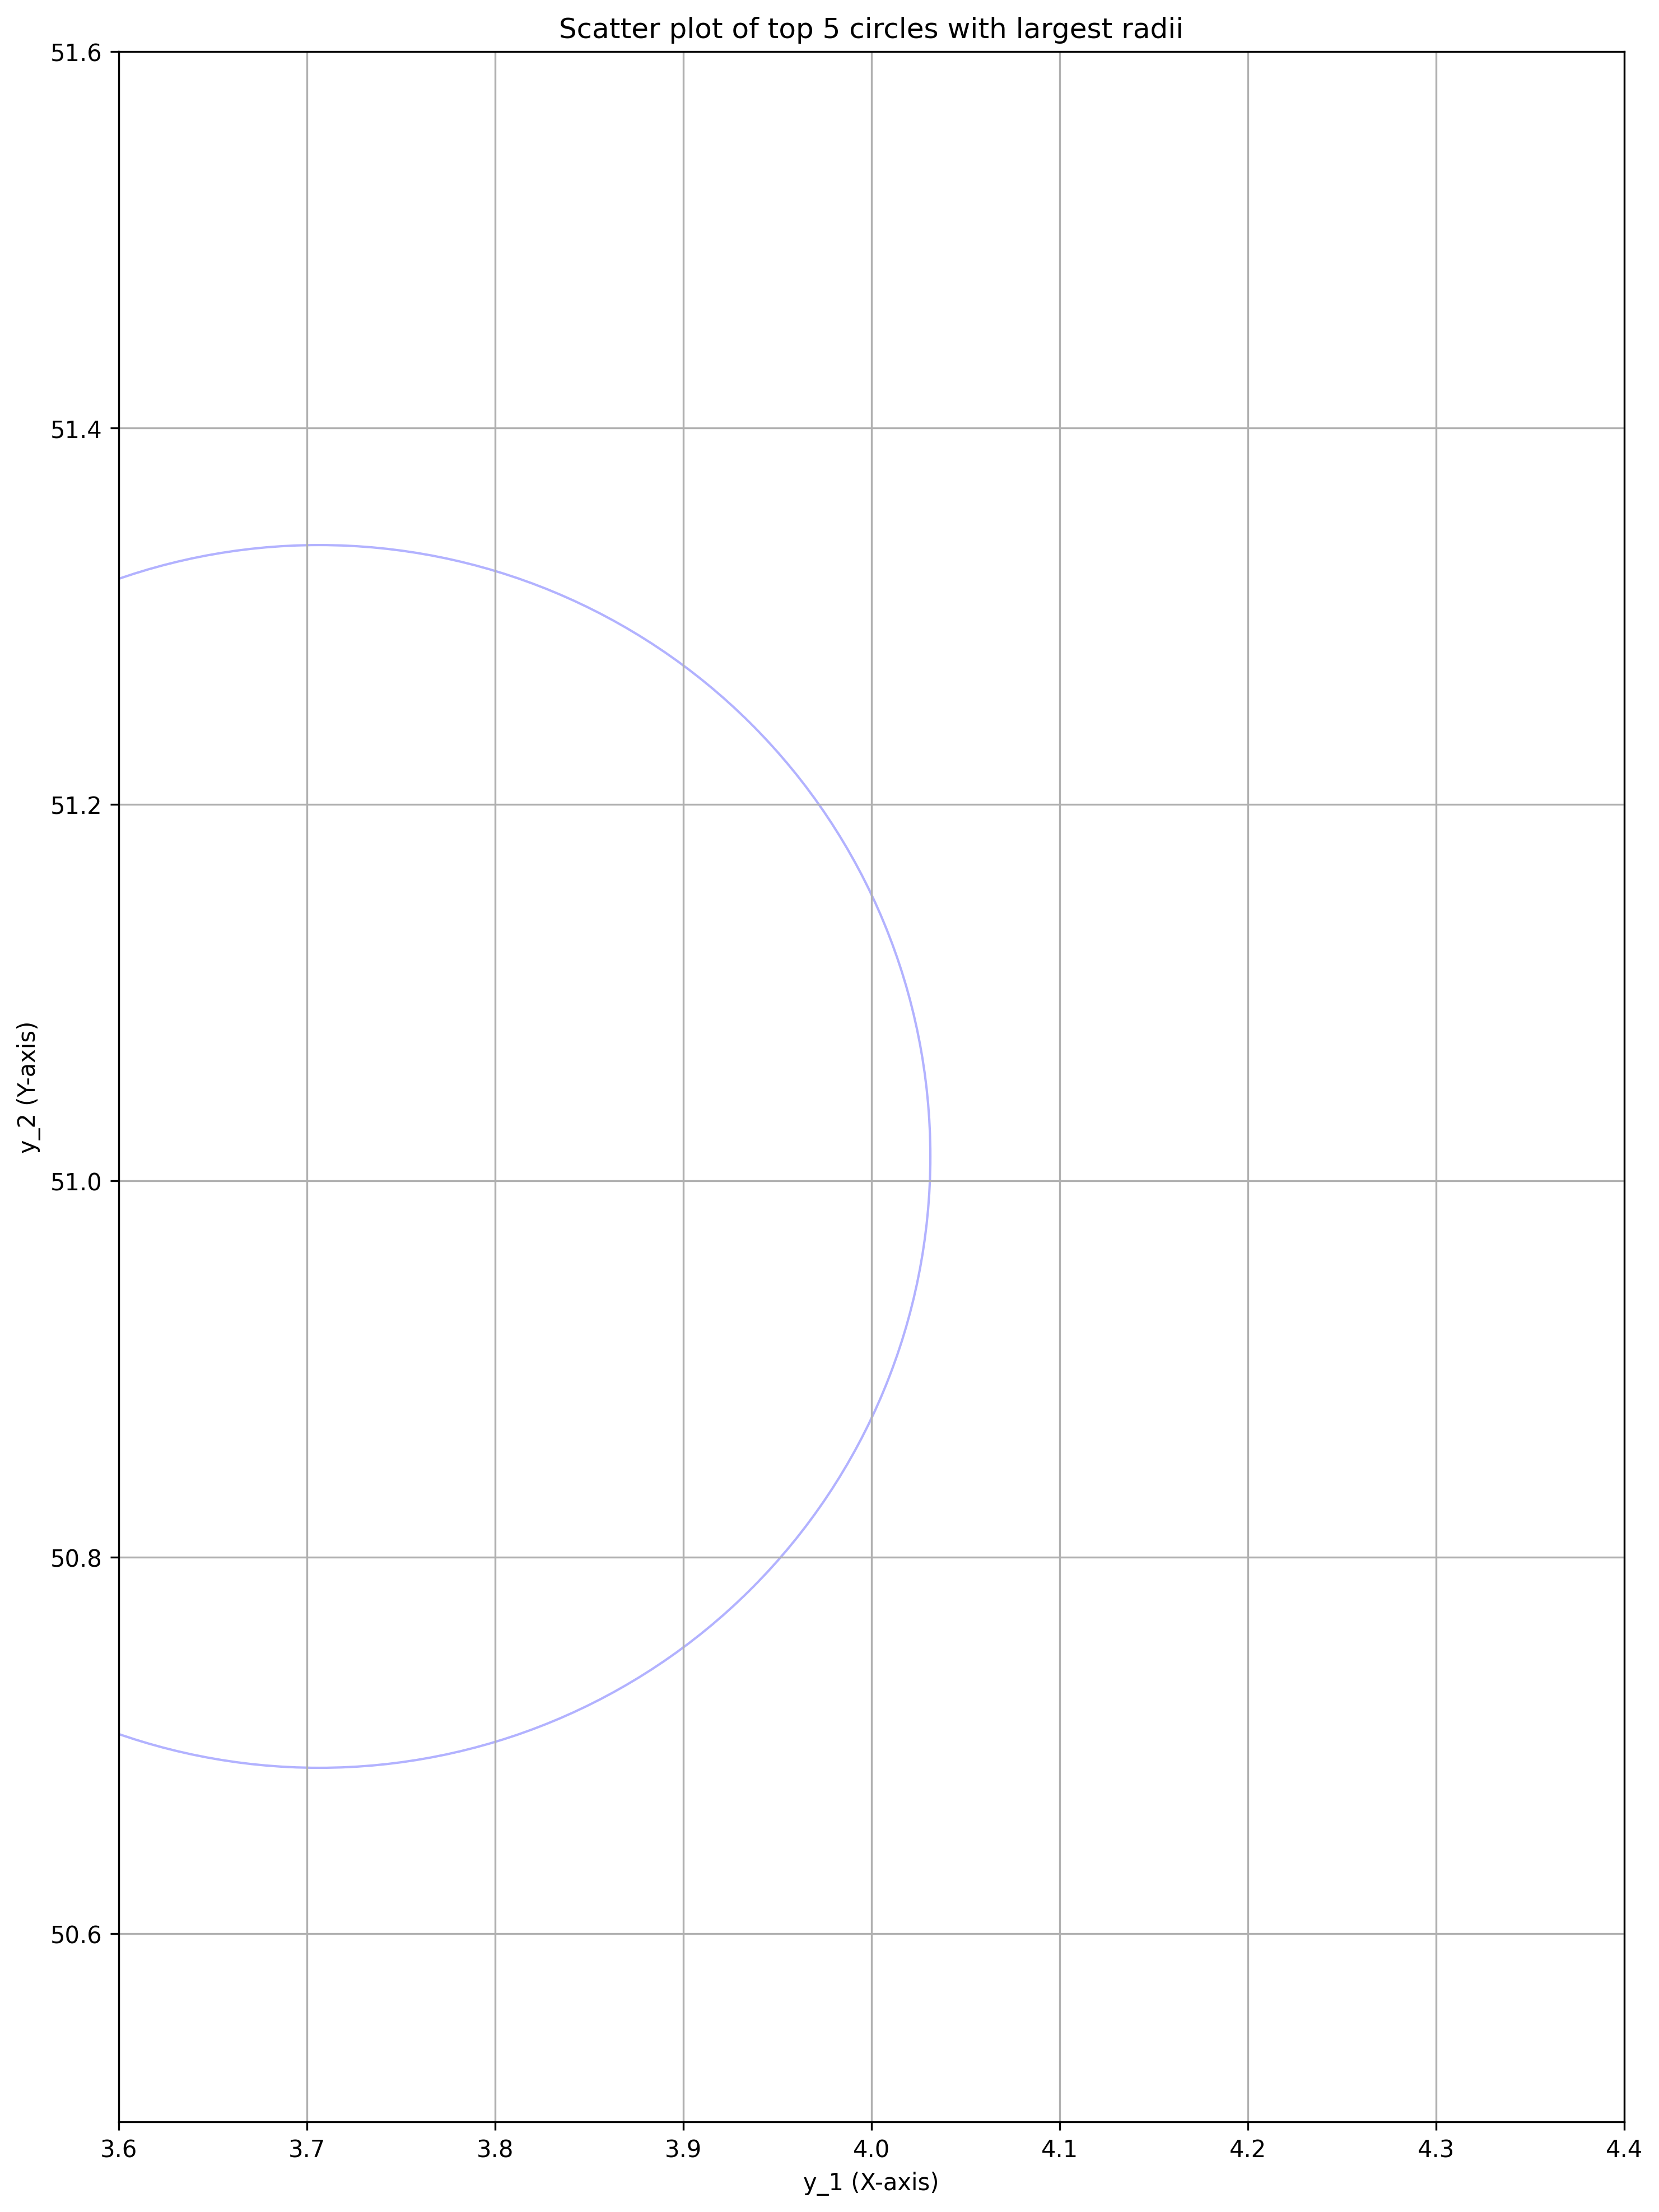 Scatter plot of top 5 circles with largest radii
51.6
51.4
51.2
51.0
50.8
50.6
y_2 (Y-axis)
3.6 3.7 3.8 3.9 4.0 4.1 4.2 4.3 4.4
y_1 (X-axis)